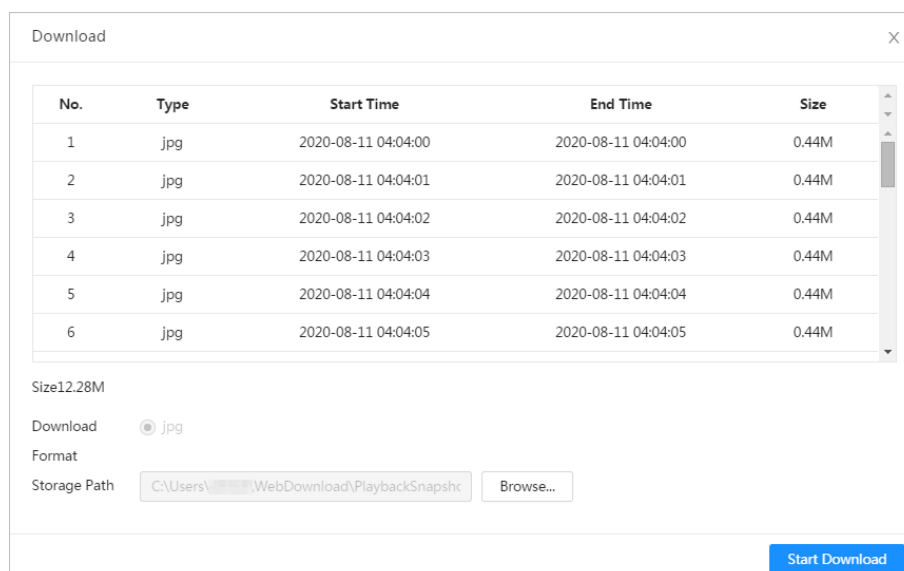 Download
No. Type Start Time End Time Size
1 jpg 2020-08-11 04:04:00 2020-08-11 04:04:00 0.44M
2 jpg 2020-08-11 04:04:01 2020-08-11 04:04:01 0.44M
3 jpg 2020-08-11 04:04:02 2020-08-11 04:04:02 0.44M
4 jpg 2020-08-11 04:04:03 2020-08-11 04:04:03 0.44M
5 jpg 2020-08-11 04:04:04 2020-08-11 04:04:04 0.44M
6 jpg 2020-08-11 04:04:05 2020-08-11 04:04:05 0.44M
Size12.28M
Download jpg
Format
Storage Path C:\Users\ WebDownload\PlaybackSnapsho Browse...
Start Download